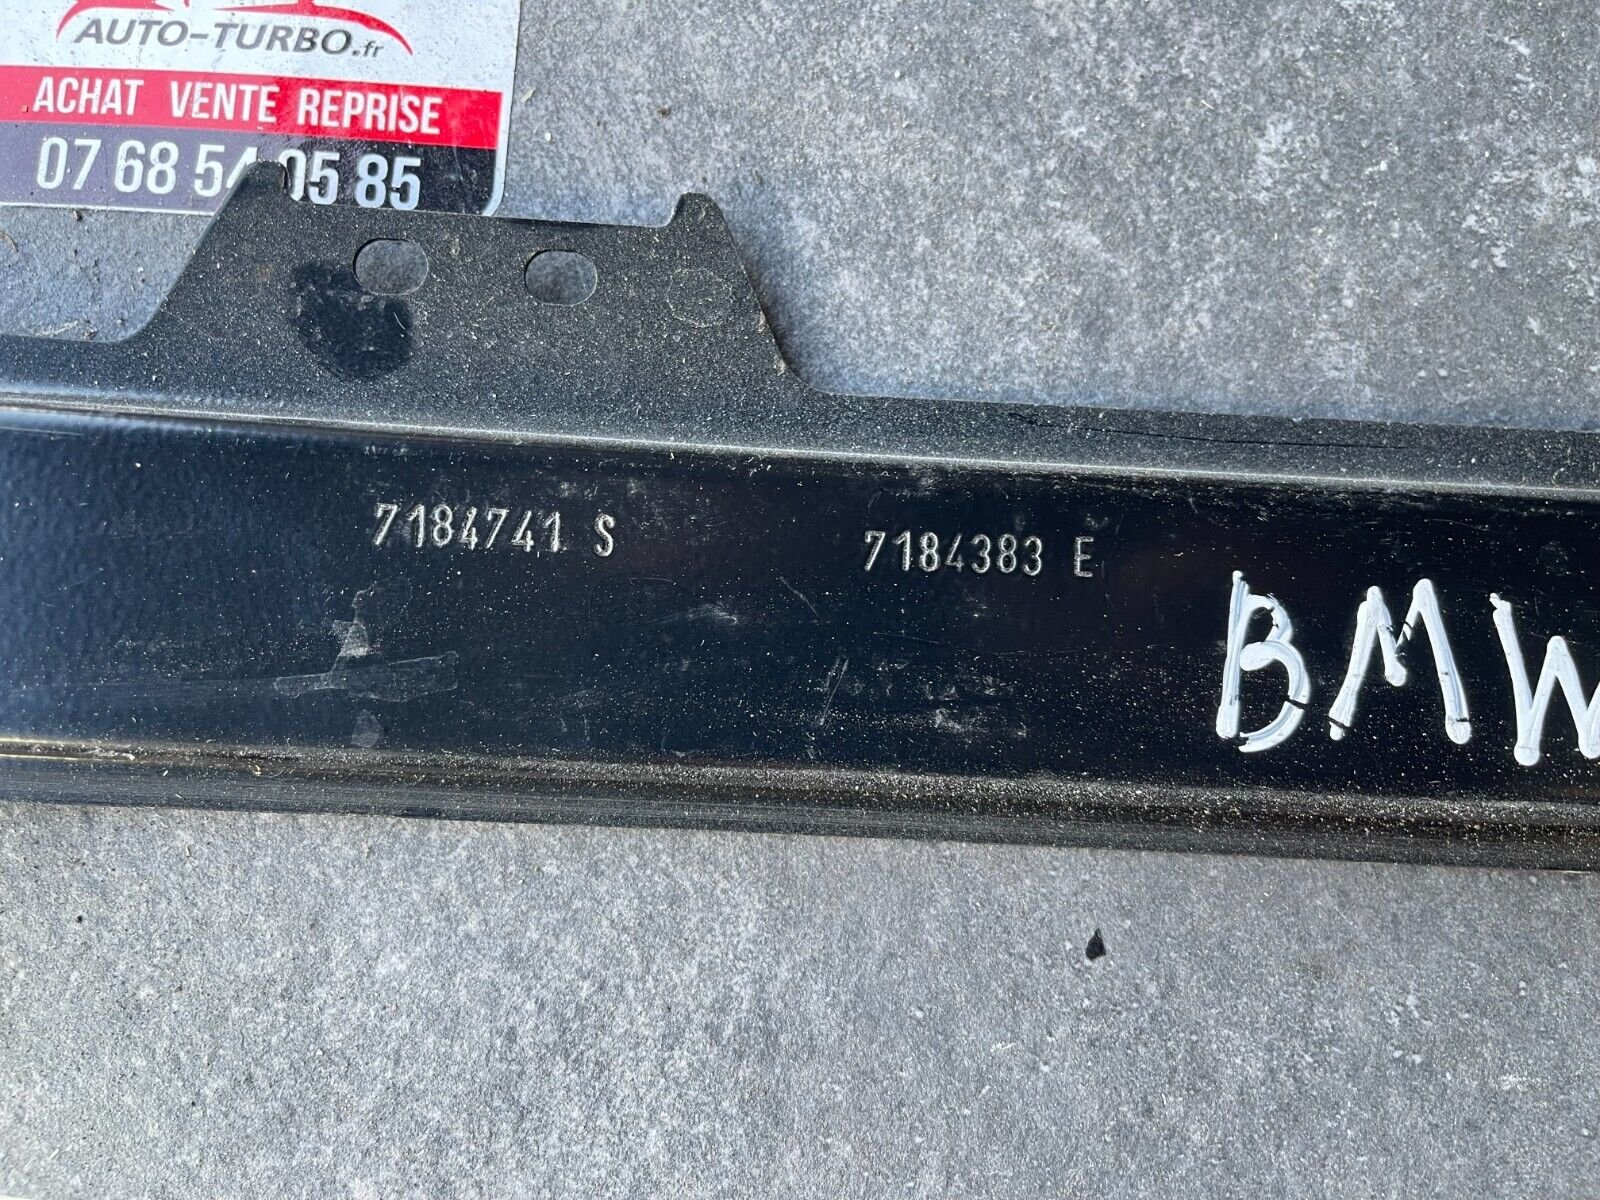 AUTO-TURBO.fr
ACHAT VENTE REPRISE
07 68 54 05 85
7184741 S
7184383 E
BMW